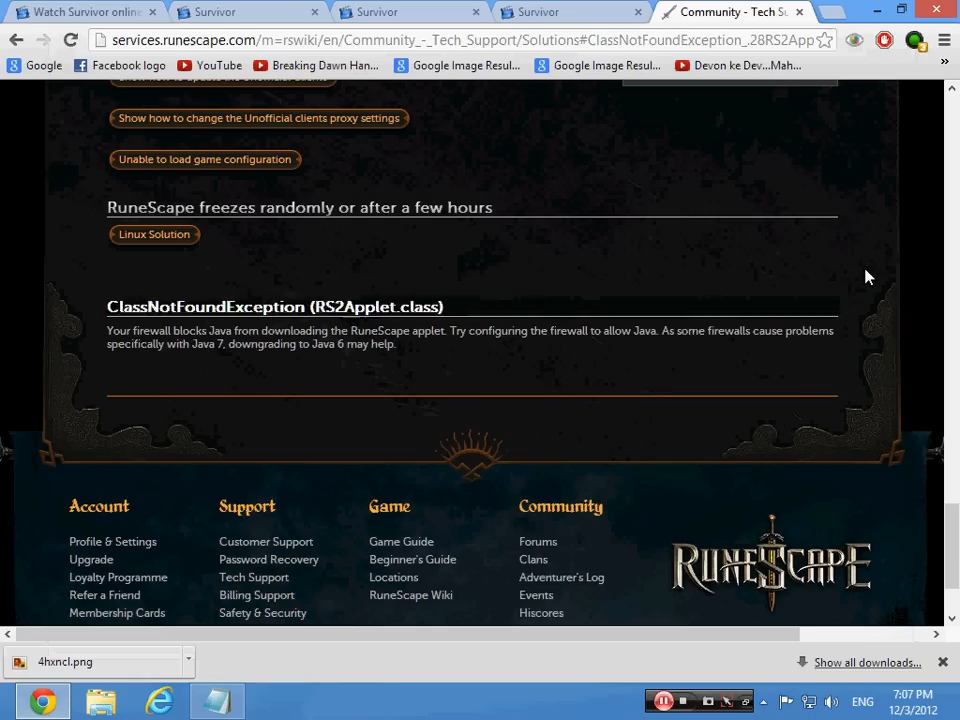 Watch Survivor online
Survivor
Survivor
Survivor
Community - Tech Su
services.runescape.com/m=rswiki/en/Community_-_Tech_Support/Solutions#ClassNotFoundException_.28RS2App
Google
Facebook logo
YouTube
Breaking Dawn Han...
Google Image Resul...
Google Image Resul...
Devon ke Dev...Mah...
»
Show how to update the Unofficial clients
Show how to change the Unofficial clients proxy settings
Unable to load game configuration
RuneScape freezes randomly or after a few hours
Linux Solution
ClassNotFoundException (RS2Applet.class)
Your firewall blocks Java from downloading the RuneScape applet. Try configuring the firewall to allow Java. As some firewalls cause problems
specifically with Java 7, downgrading to Java 6 may help.
Account
Profile & Settings
Upgrade
Loyalty Programme
Refer a Friend
Membership Cards
Support
Customer Support
Password Recovery
Tech Support
Billing Support
Safety & Security
Game
Game Guide
Beginner's Guide
Locations
RuneScape Wiki
Community
Forums
Clans
Adventurer's Log
Events
Hiscores
RUNESCAPE
4hxncl.png
Show all downloads...
ENG
7:07 PM
12/3/2012